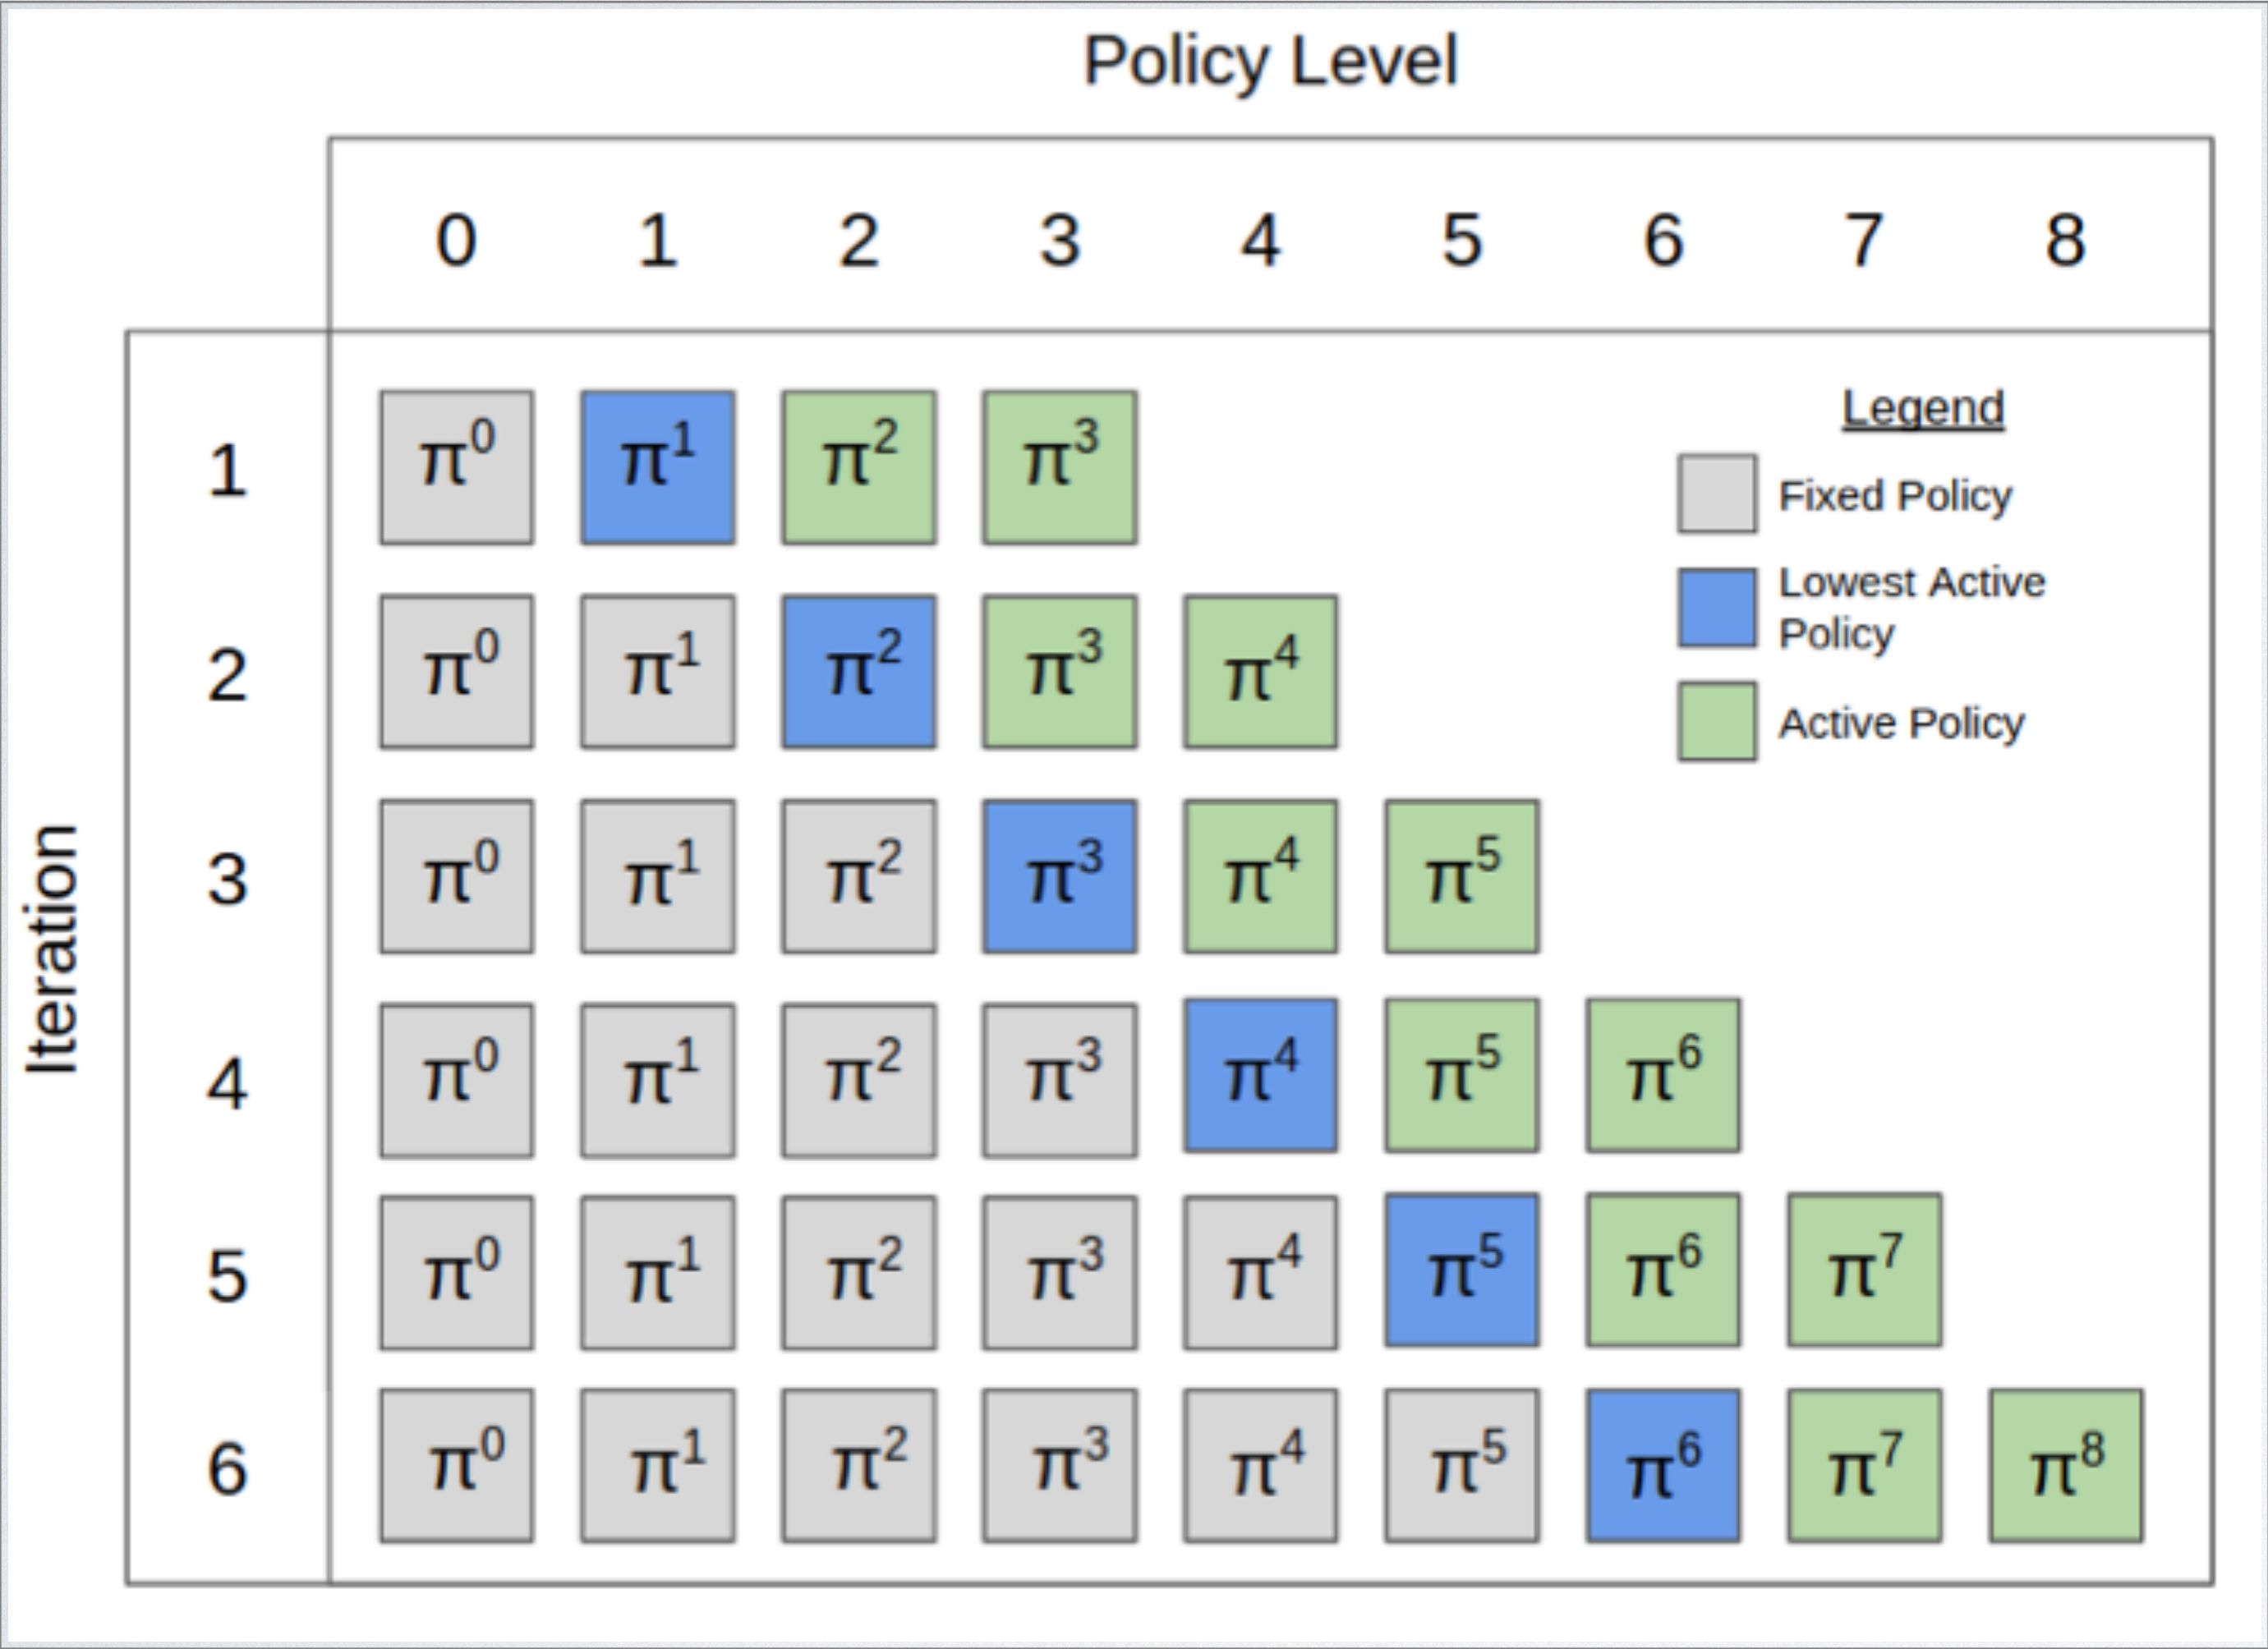 Policy Level
0 1 2 3 4 5 6 7 8
Iteration
1 π⁰ π¹ π² π³
Legend
Fixed Policy
Lowest Active
Policy
Active Policy
2 π⁰ π¹ π² π³ π⁴
3 π⁰ π¹ π² π³ π⁴ π⁵
4 π⁰ π¹ π² π³ π⁴ π⁵ π⁶
5 π⁰ π¹ π² π³ π⁴ π⁵ π⁶ π⁷
6 π⁰ π¹ π² π³ π⁴ π⁵ π⁶ π⁷ π⁸